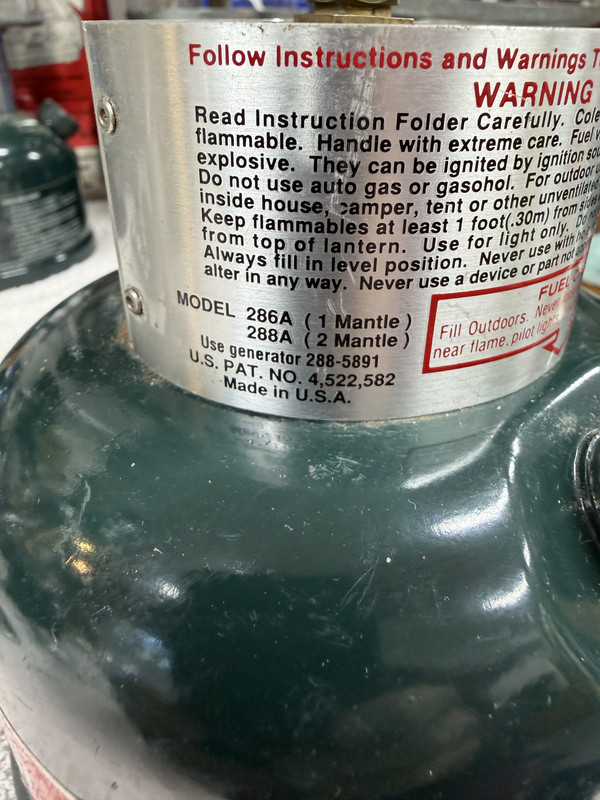 Follow Instructions and Warnings
WARNING
Read Instruction Folder Carefully.
flammable. Handle with extreme care. Fuel
explosive. They can be ignited by ignition
Do not use auto gas or gasohol. For outdoor
inside house, camper, tent or other unventilated
Keep flammables at least 1 foot(.30m) from sides
from top of lantern. Use for light only. Do
Always fill in level position. Never use with
alter in any way. Never use a device or part not
FUEL
Fill Outdoors. Never
near flame, pilot lights,
MODEL 286A ( 1 Mantle )
288A ( 2 Mantle )
Use generator 288-5891
U.S. PAT. NO. 4,522,582
Made in U.S.A.